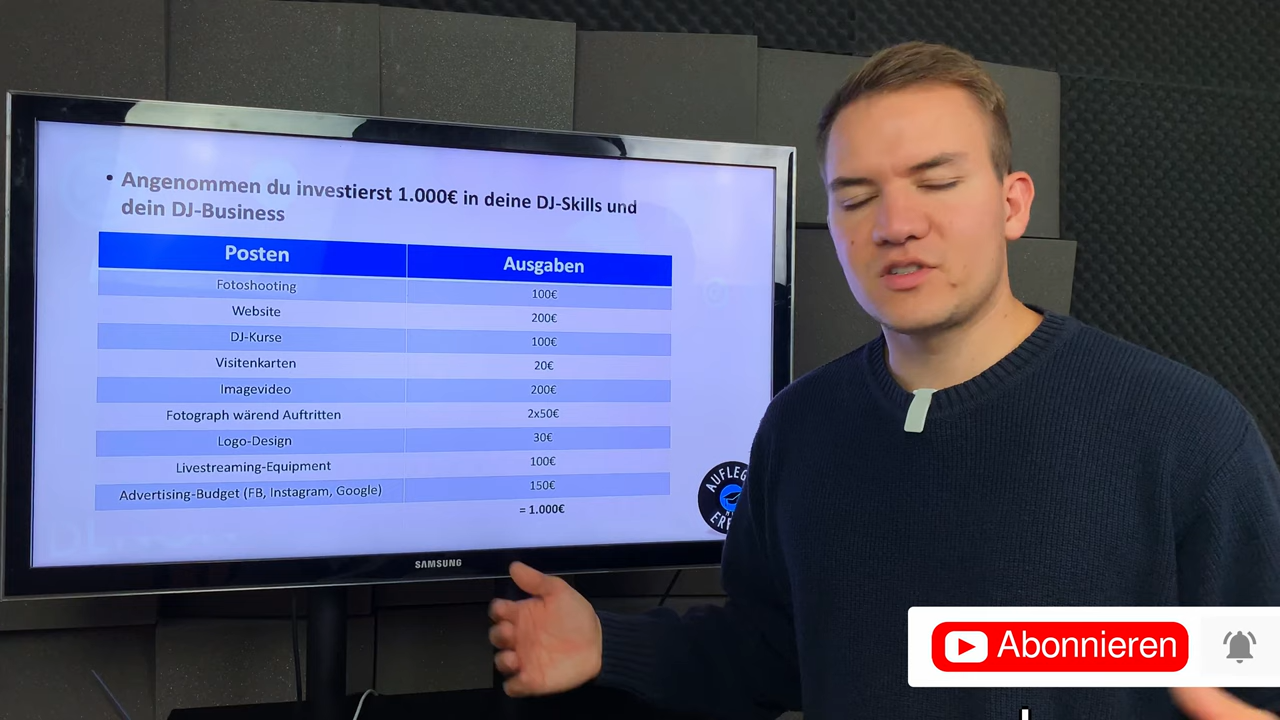 • Angenommen du investierst 1.000€ in deine DJ-Skills und
dein DJ-Business
Posten Ausgaben
Fotoshooting 100€
Website 200€
DJ-Kurse 100€
Visitenkarten 20€
Imagevideo 200€
Fotograph wärend Auftritten 2x50€
Logo-Design 30€
Livestreaming-Equipment 100€
Advertising-Budget (FB, Instagram, Google) 150€
= 1.000€
AUFLEG
SAMSUNG
Abonnieren